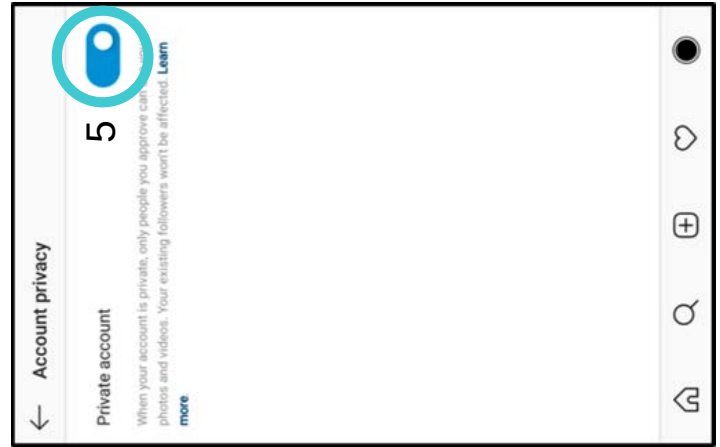 Account privacy
Private account
5
When your account is private, only people you approve can
photos and videos. Your existing followers won't be affected. Learn
more.